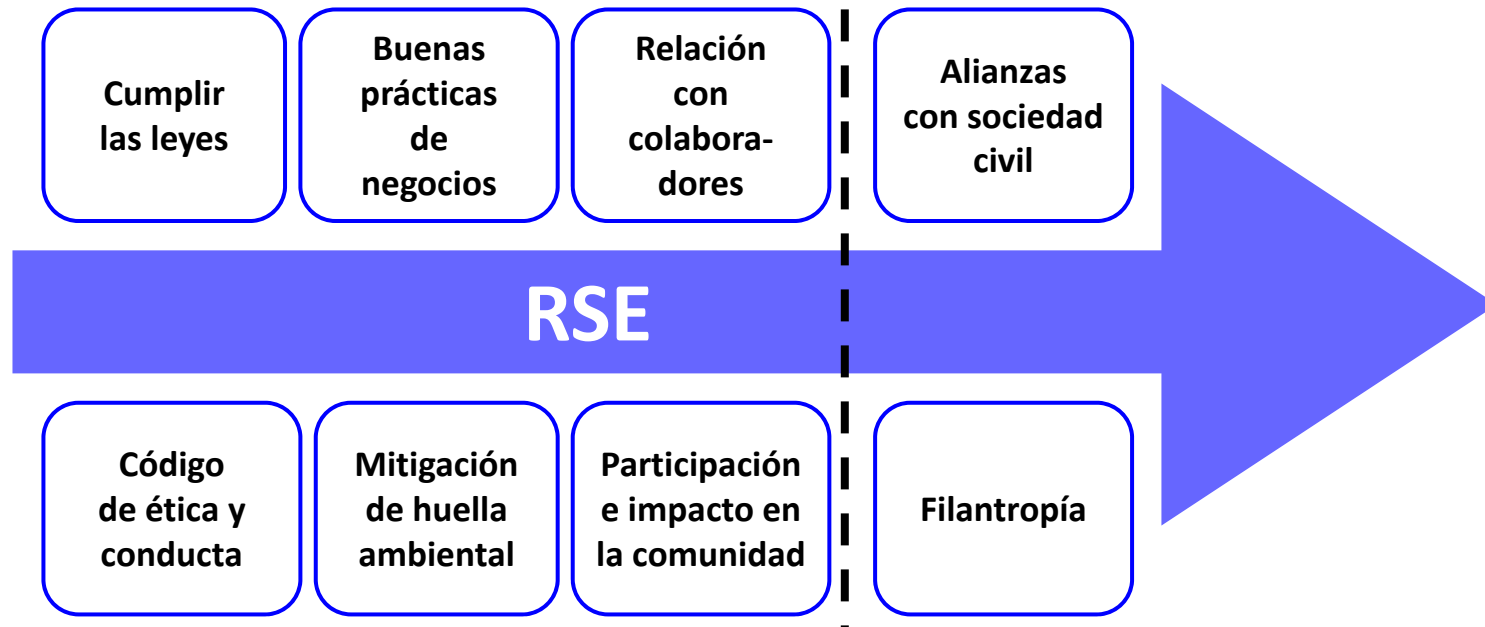 Cumplir
las leyes
Buenas
prácticas
de
negocios
Relación
con
colabora-
dores
Alianzas
con sociedad
civil
RSE
Código
de ética y
conducta
Mitigación
de huella
ambiental
Participación
e impacto en
la comunidad
Filantropía